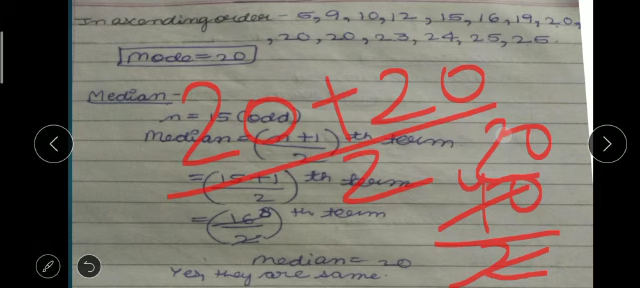 In ascending order - 5, 9, 10, 12, 15, 16, 19, 20,
, 20, 20, 23, 24, 25, 25.
Mode = 20
Median -
n = 15 (odd)
Median = (n+1/2) th term
= (15+1/2) th term
= (16 8/2) th term
median = 20
Yes, they are same.
20 + 20
2
20
40
2